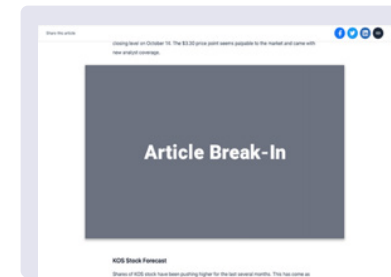 Share this article
closing level on October 14. The $3.20 price point seems palpable to the market and came with
new analyst coverage.
Article Break-In
KOS Stock Forecast
Shares of KOS stock have been pushing higher for the last several months. This has come as